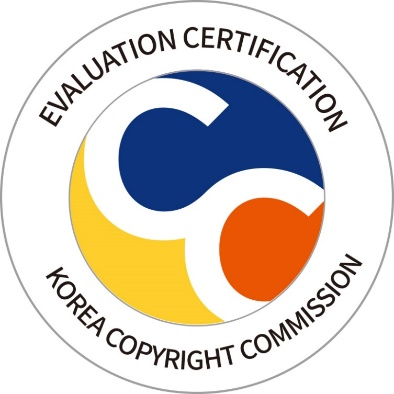 EVALUATION CERTIFICATION
KOREA COPYRIGHT COMMISSION